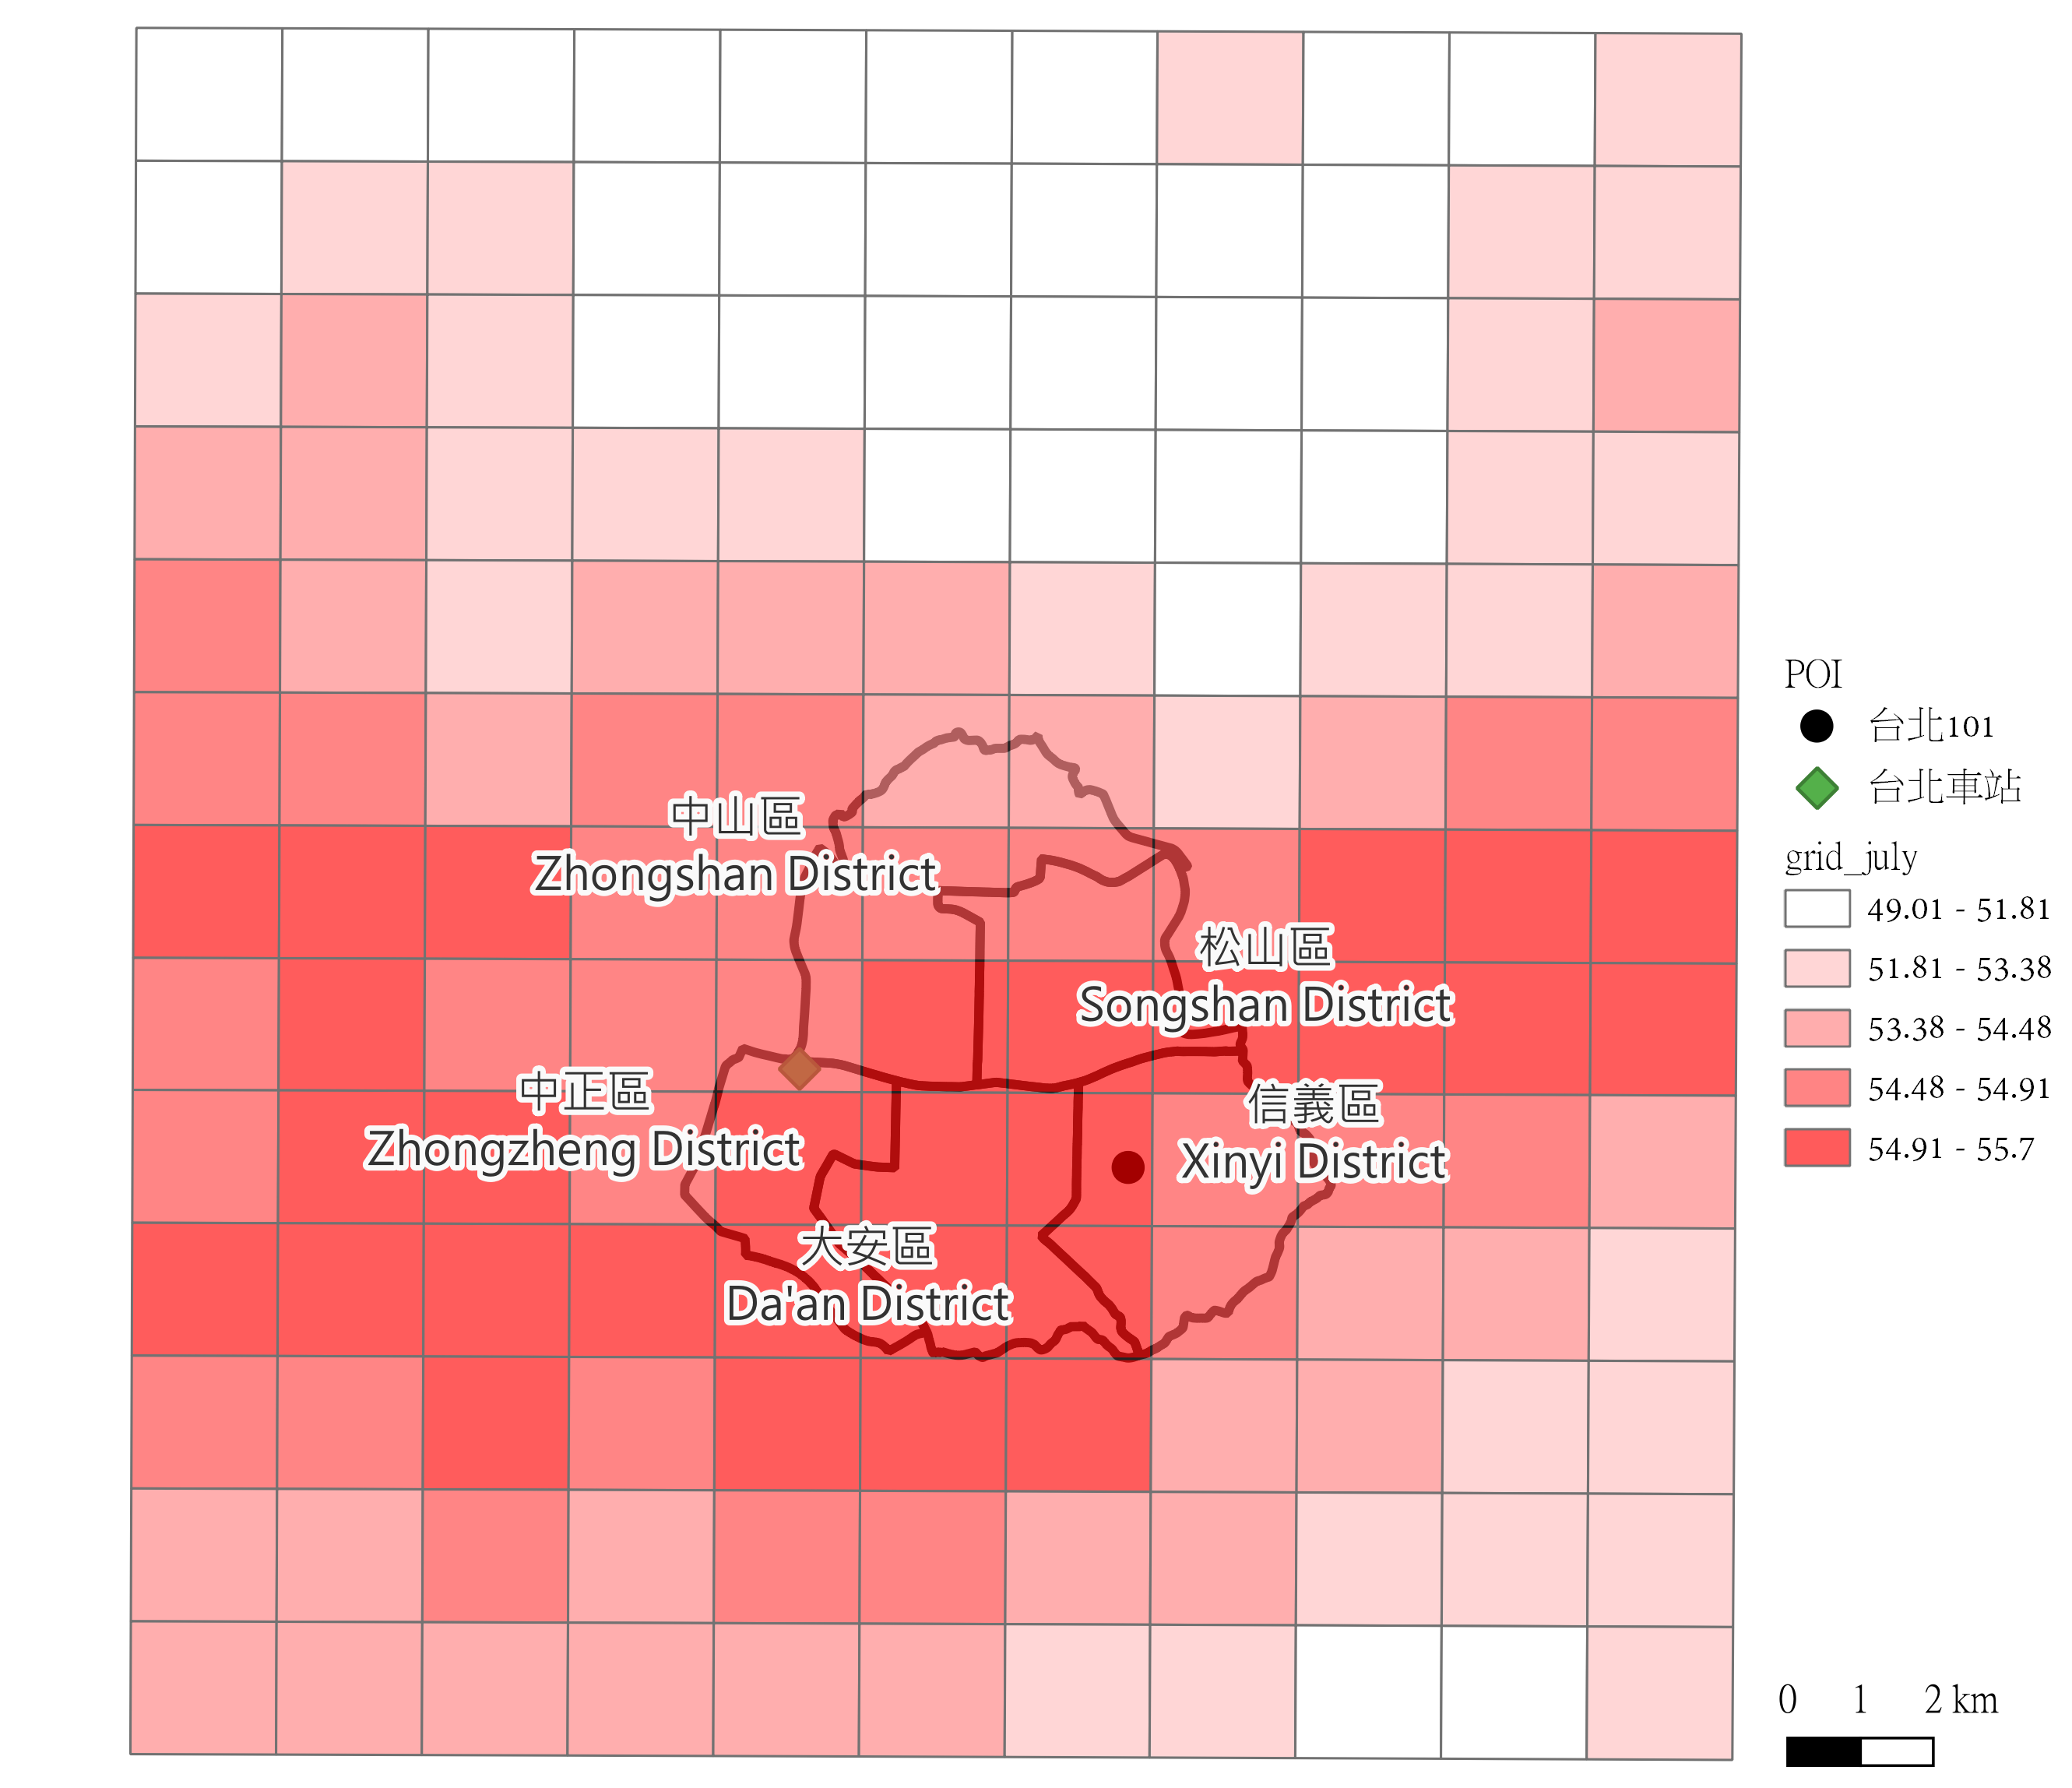 中山區
Zhongshan District
松山區
Songshan District
中正區
Zhongzheng District
信義區
Xinyi District
大安區
Da'an District
POI
台北101
台北車站
grid_july
49.01 - 51.81
51.81 - 53.38
53.38 - 54.48
54.48 - 54.91
54.91 - 55.7
0 1 2 km